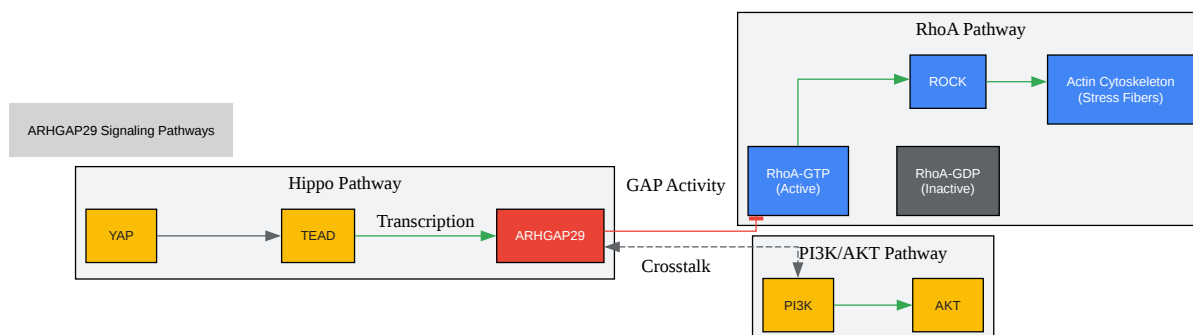 ARHGAP29 Signaling Pathways
Hippo Pathway
YAP
TEAD
Transcription
ARHGAP29
GAP Activity
Crosstalk
RhoA Pathway
ROCK
Actin Cytoskeleton
(Stress Fibers)
RhoA-GTP
(Active)
RhoA-GDP
(Inactive)
PI3K/AKT Pathway
PI3K
AKT